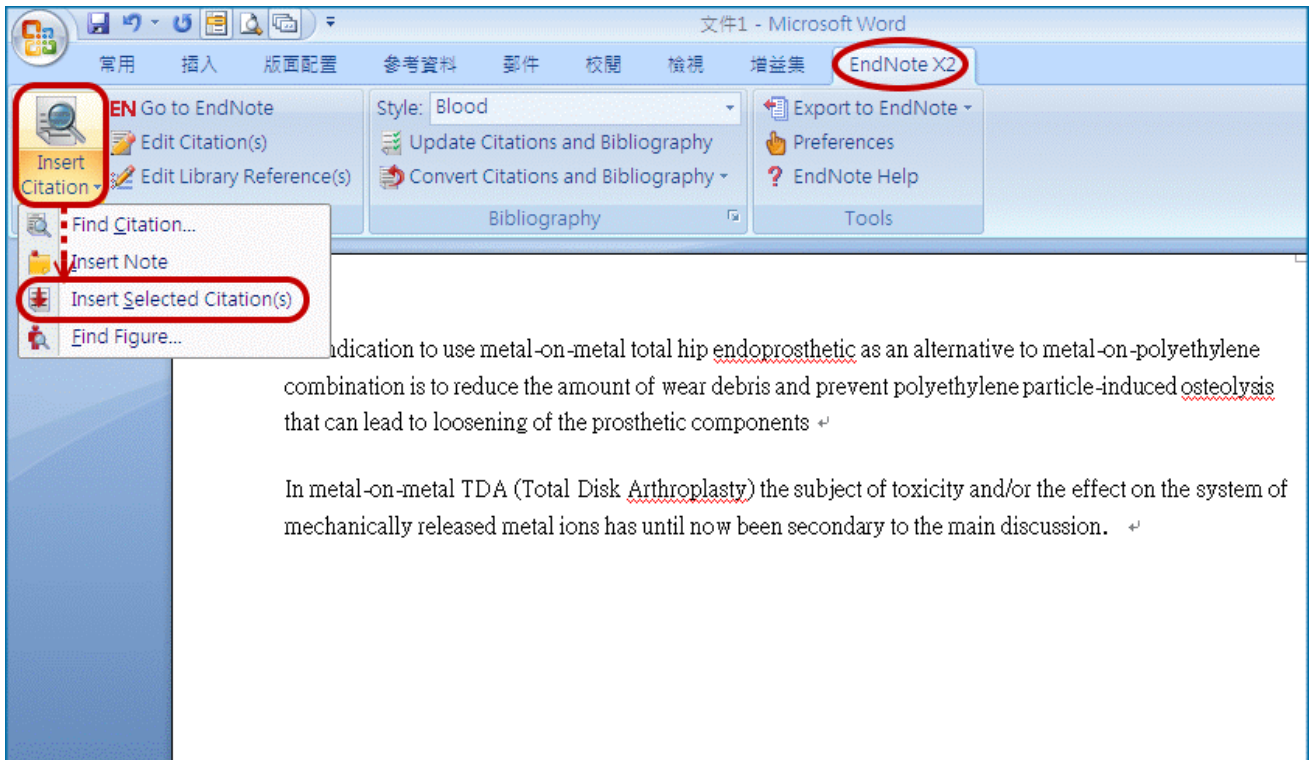 文件1 - Microsoft Word
常用 插入 版面配置 參考資料 郵件 校閱 檢視 增益集 EndNote X2
Insert Citation
EN Go to EndNote
Edit Citation(s)
Edit Library Reference(s)
Style: Blood
Update Citations and Bibliography
Convert Citations and Bibliography
Bibliography
Export to EndNote
Preferences
? EndNote Help
Tools
Find Citation...
Insert Note
Insert Selected Citation(s)
Find Figure...
to use metal-on-metal total hip endoprosthetic as an alternative to metal-on-polyethylene
combination is to reduce the amount of wear debris and prevent polyethylene particle-induced osteolysis
that can lead to loosening of the prosthetic components
In metal-on-metal TDA (Total Disk Arthroplasty) the subject of toxicity and/or the effect on the system of
mechanically released metal ions has until now been secondary to the main discussion.